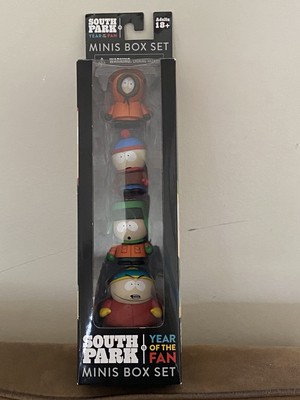 SOUTH
PARK
YEAR OF THE FAN
Adults
18+
MINIS BOX SET
WARNING:
SOUTH
PARK
YEAR
OF THE
FAN
MINIS BOX SET